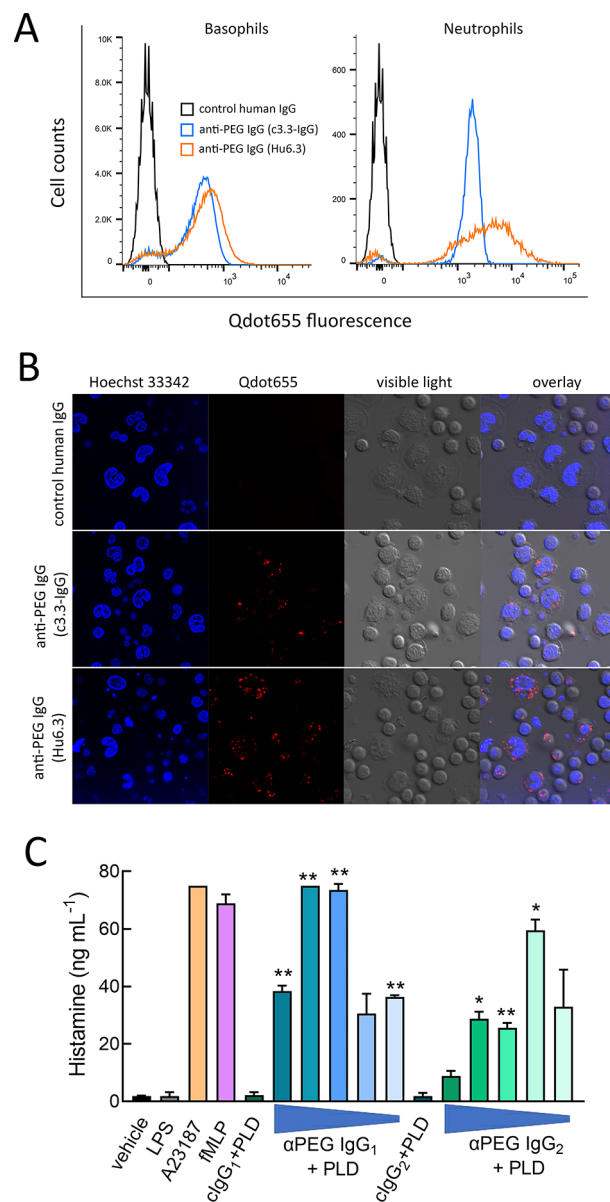 A
Basophils
Neutrophils
10.0K
8.0K
6.0K
4.0K
2.0K
0
Cell counts
control human IgG
anti-PEG IgG (c3.3-IgG)
anti-PEG IgG (Hu6.3)
0
10³
10⁴
600
400
200
0
0
10³
10⁴
10⁵
Qdot655 fluorescence
B
Hoechst 33342
Qdot655
visible light
overlay
control human IgG
anti-PEG IgG
(c3.3-IgG)
anti-PEG IgG
(Hu6.3)
C
80
60
40
20
0
Histamine (ng mL⁻¹)
**
**
**
**
*
**
*
vehicle
LPS
A23187
fMLP
cIgG₁+PLD
αPEG IgG₁
+ PLD
cIgG₂+PLD
αPEG IgG₂
+ PLD